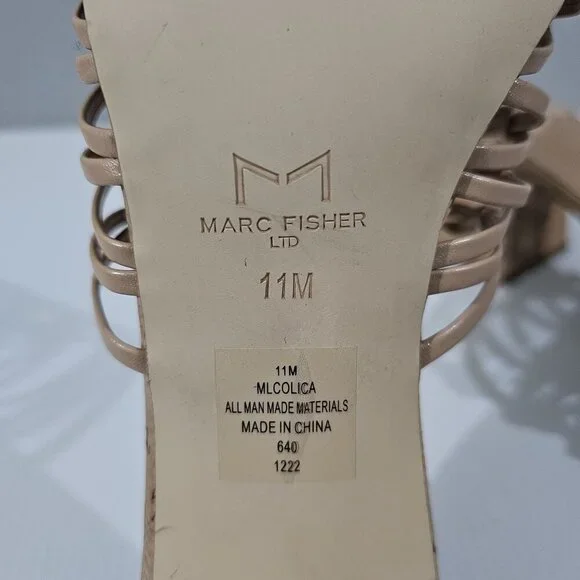 MARC FISHER
LTD
11M
11M
MLCOLICA
ALL MAN MADE MATERIALS
MADE IN CHINA
640
1222